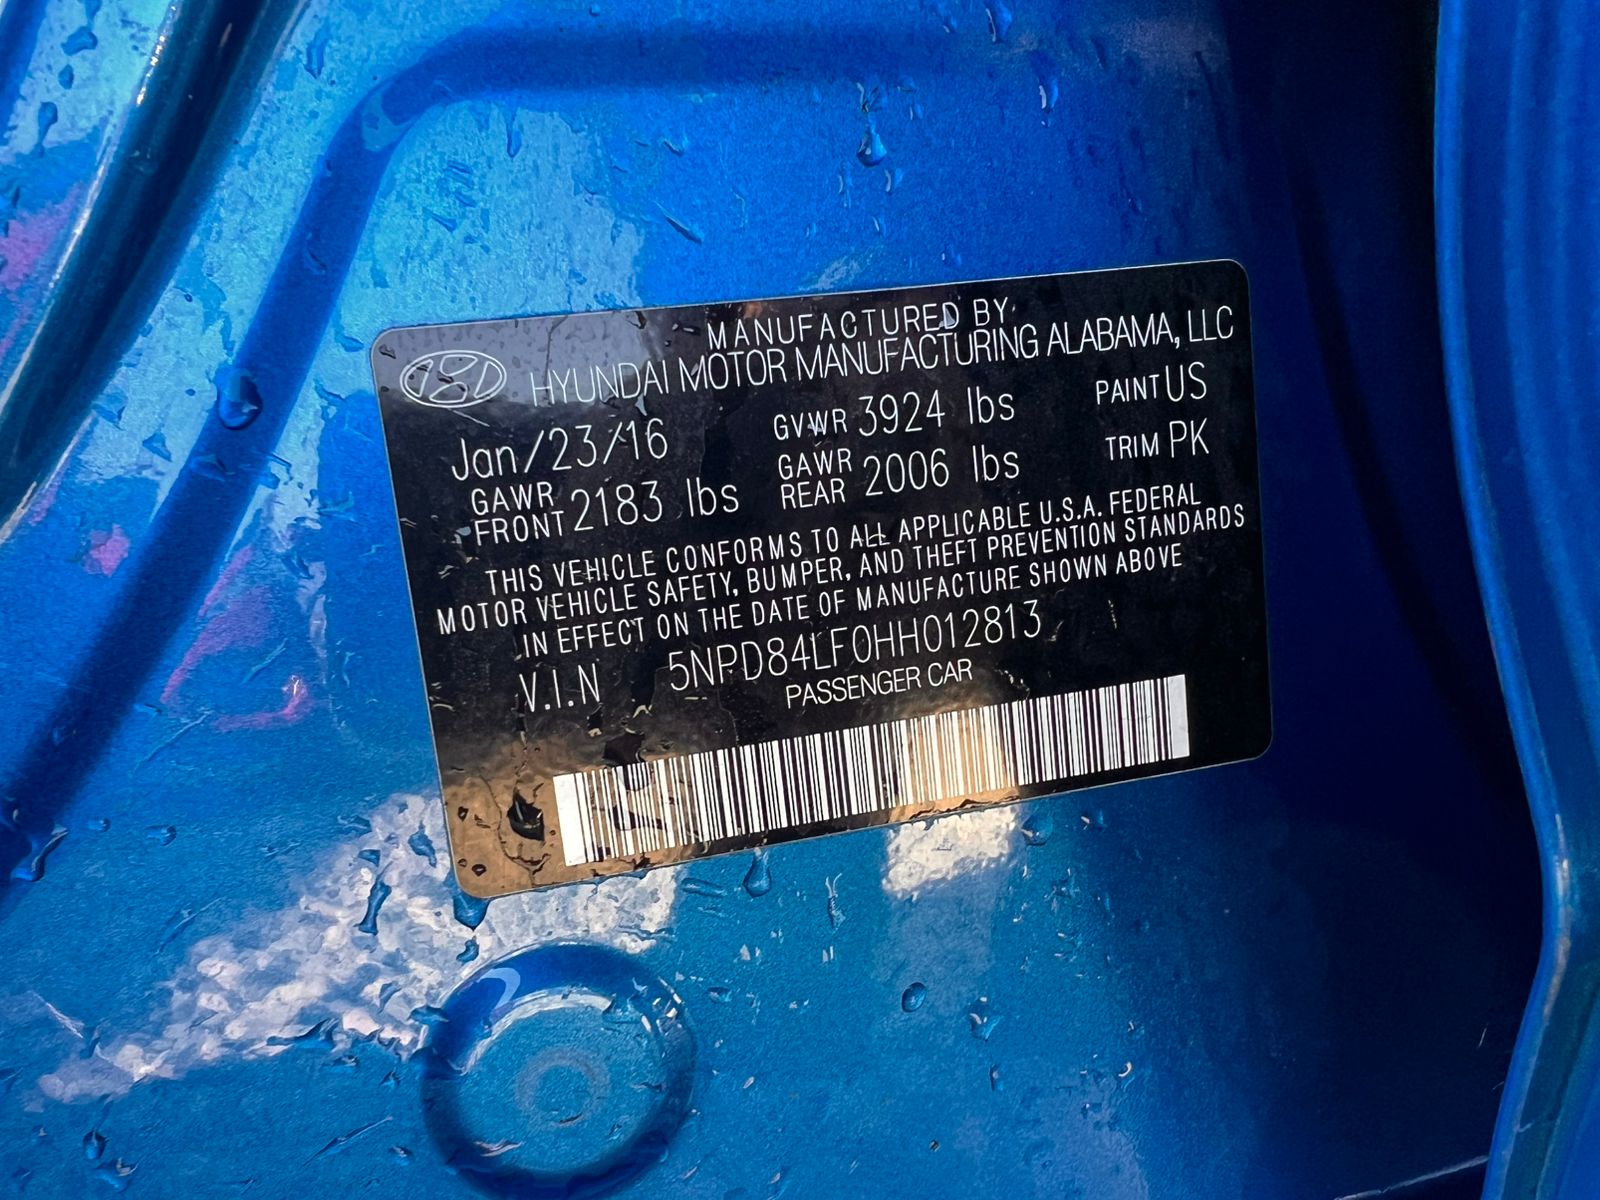 MANUFACTURED BY
HYUNDAI MOTOR MANUFACTURING ALABAMA, LLC
Jan/23/16 GVWR 3924 lbs PAINT US
GAWR FRONT 2183 lbs GAWR REAR 2006 lbs TRIM PK
THIS VEHICLE CONFORMS TO ALL APPLICABLE U.S.A. FEDERAL
MOTOR VEHICLE SAFETY, BUMPER, AND THEFT PREVENTION STANDARDS
IN EFFECT ON THE DATE OF MANUFACTURE SHOWN ABOVE
V.I.N 5NPD84LF0HH012813
PASSENGER CAR